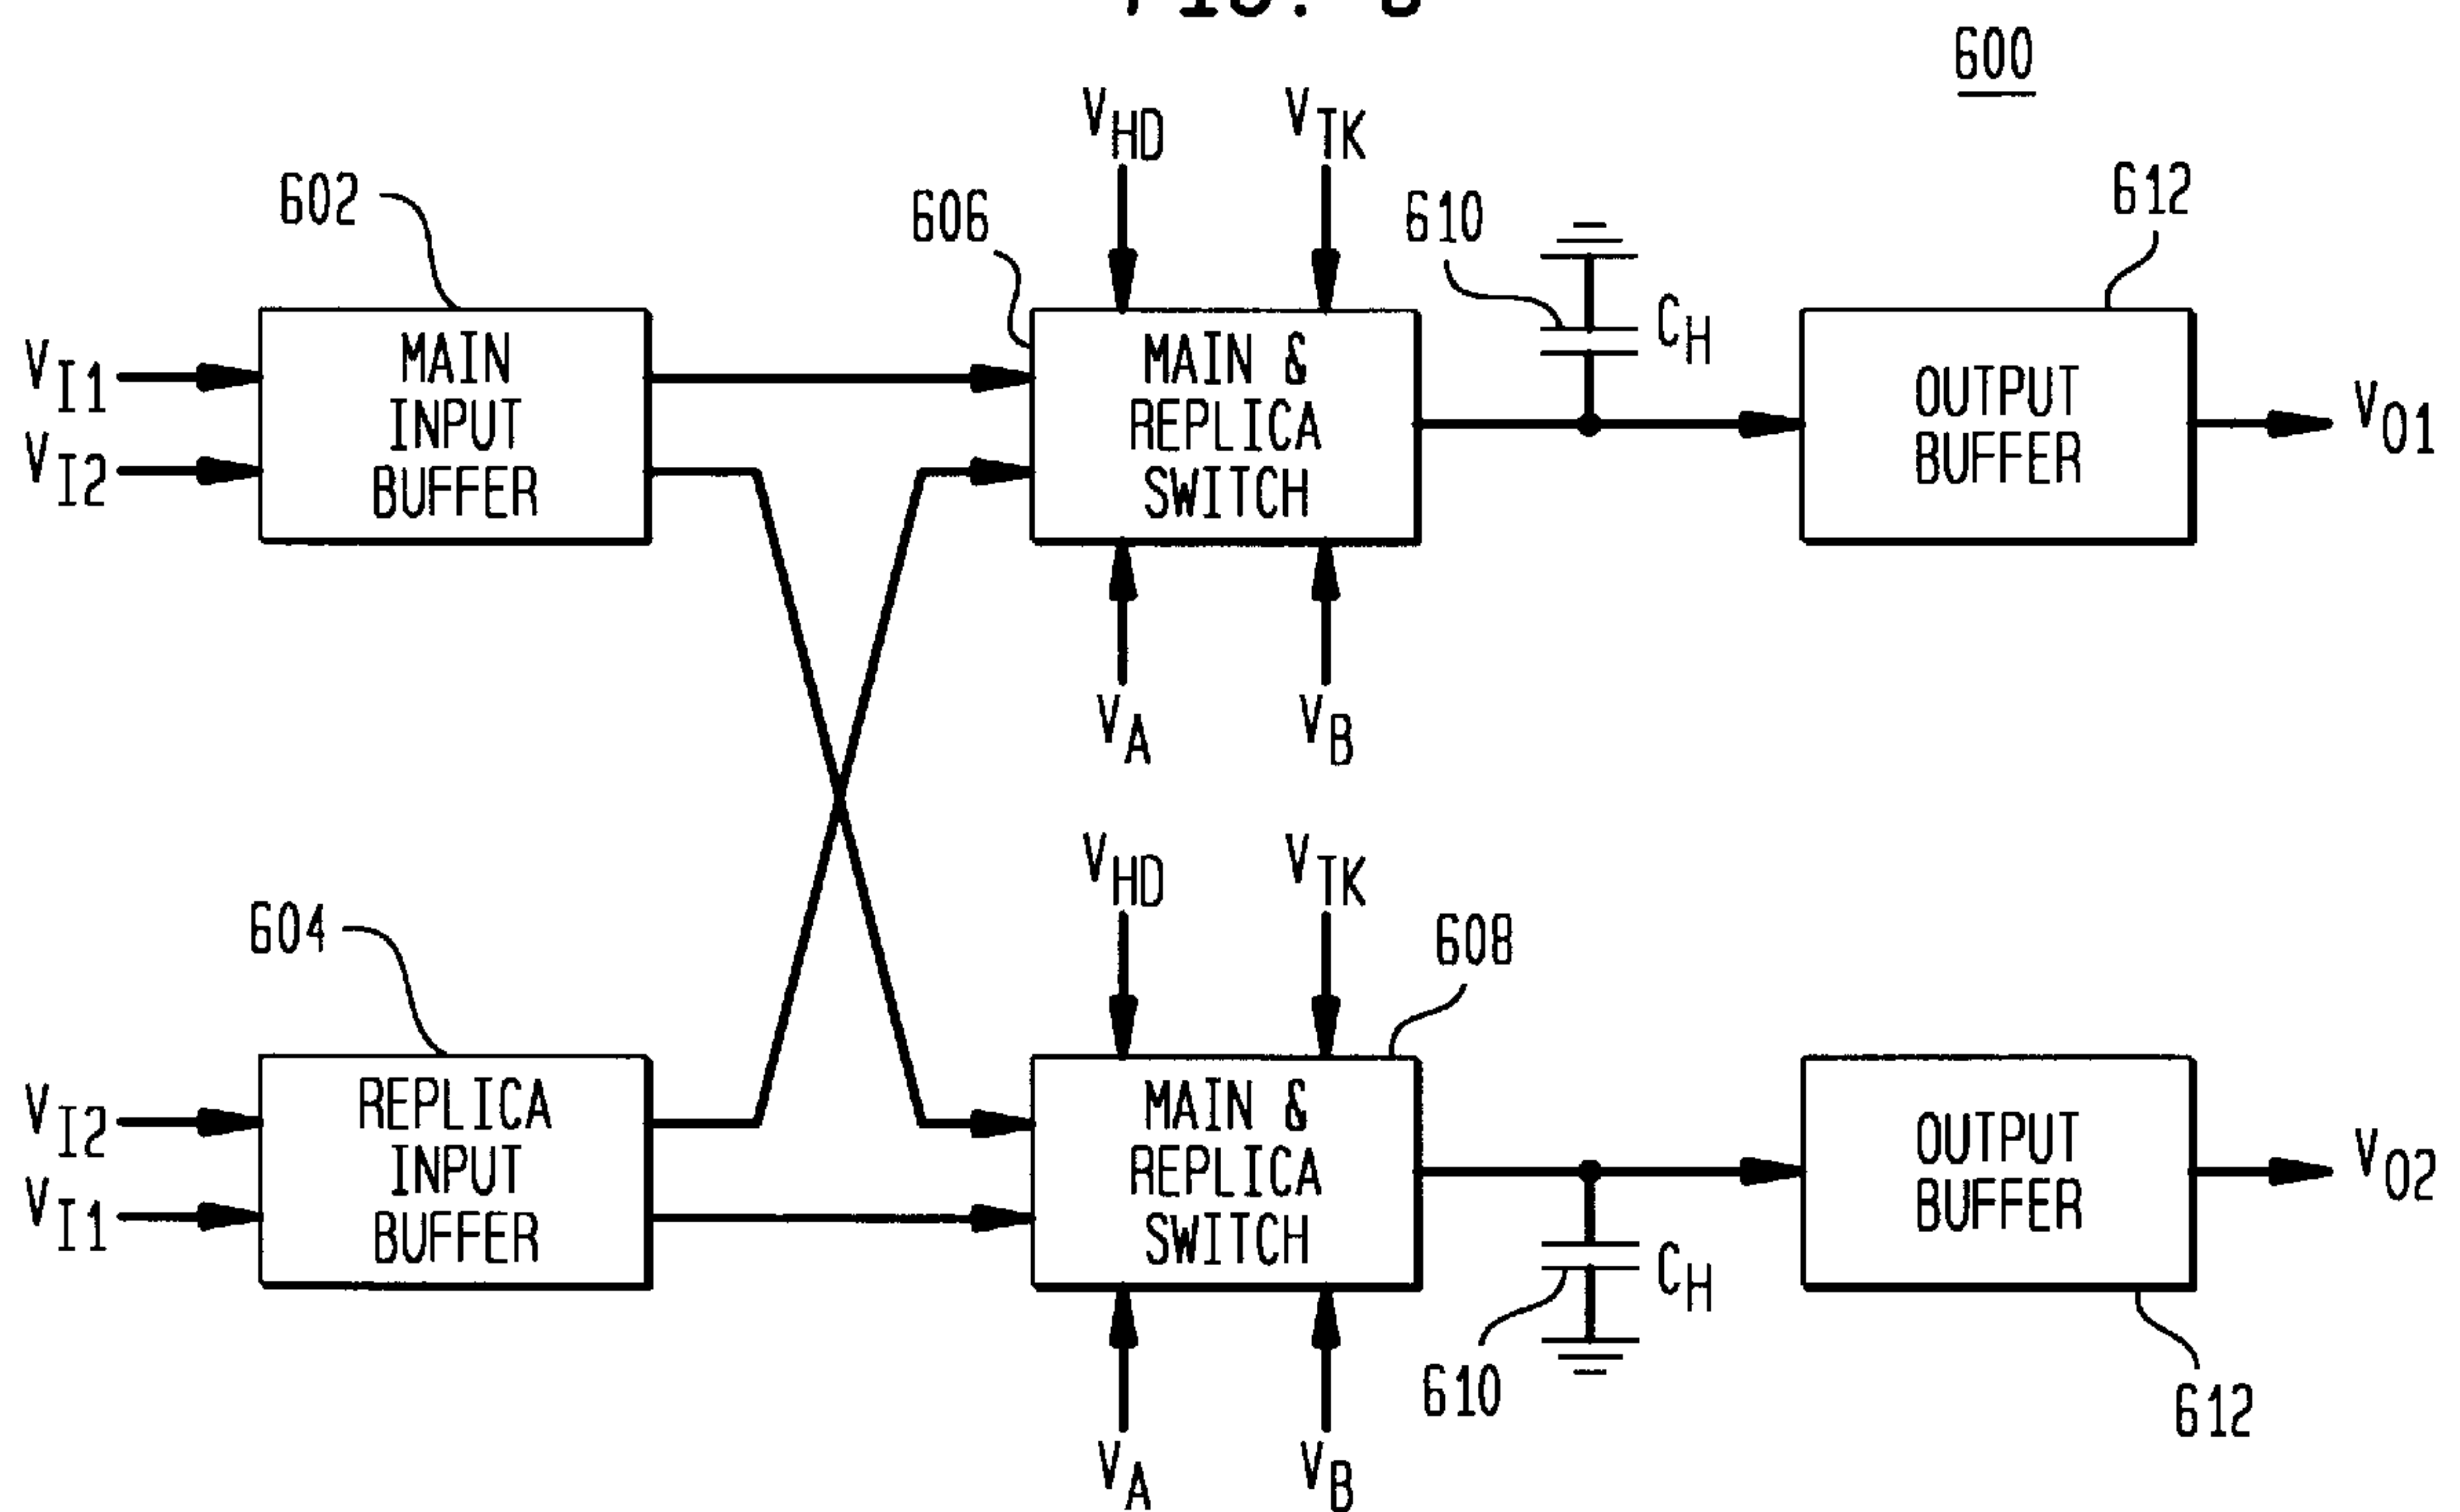 600
V_HD V_TK
602
606
610
612
V_I1
V_I2
MAIN
INPUT
BUFFER
MAIN &
REPLICA
SWITCH
C_H
OUTPUT
BUFFER
V_O1
V_A V_B
V_HD V_TK
604
608
V_I2
V_I1
REPLICA
INPUT
BUFFER
MAIN &
REPLICA
SWITCH
C_H
OUTPUT
BUFFER
V_O2
610
612
V_A V_B